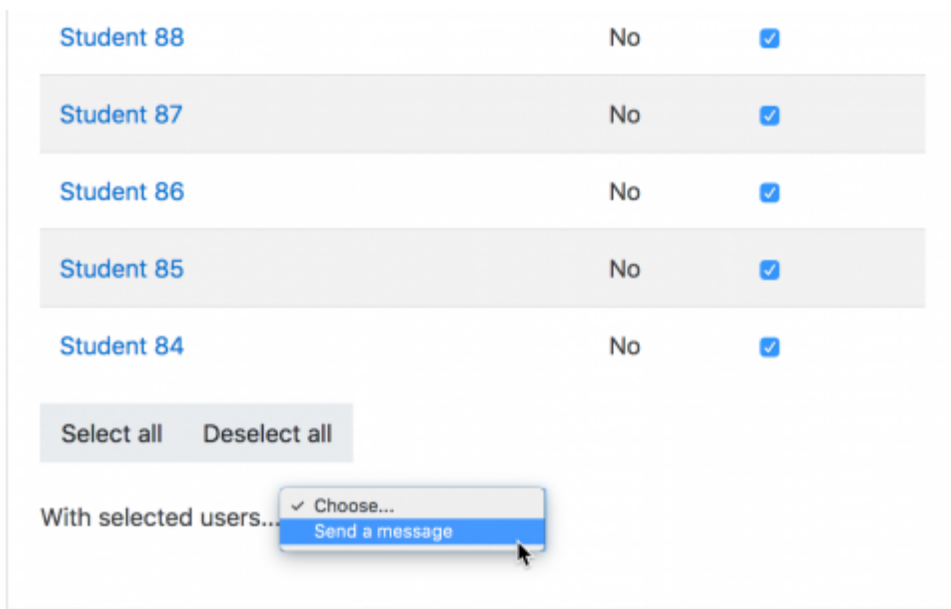 Student 88 No
Student 87 No
Student 86 No
Student 85 No
Student 84 No
Select all Deselect all
With selected users... ✓ Choose...
Send a message